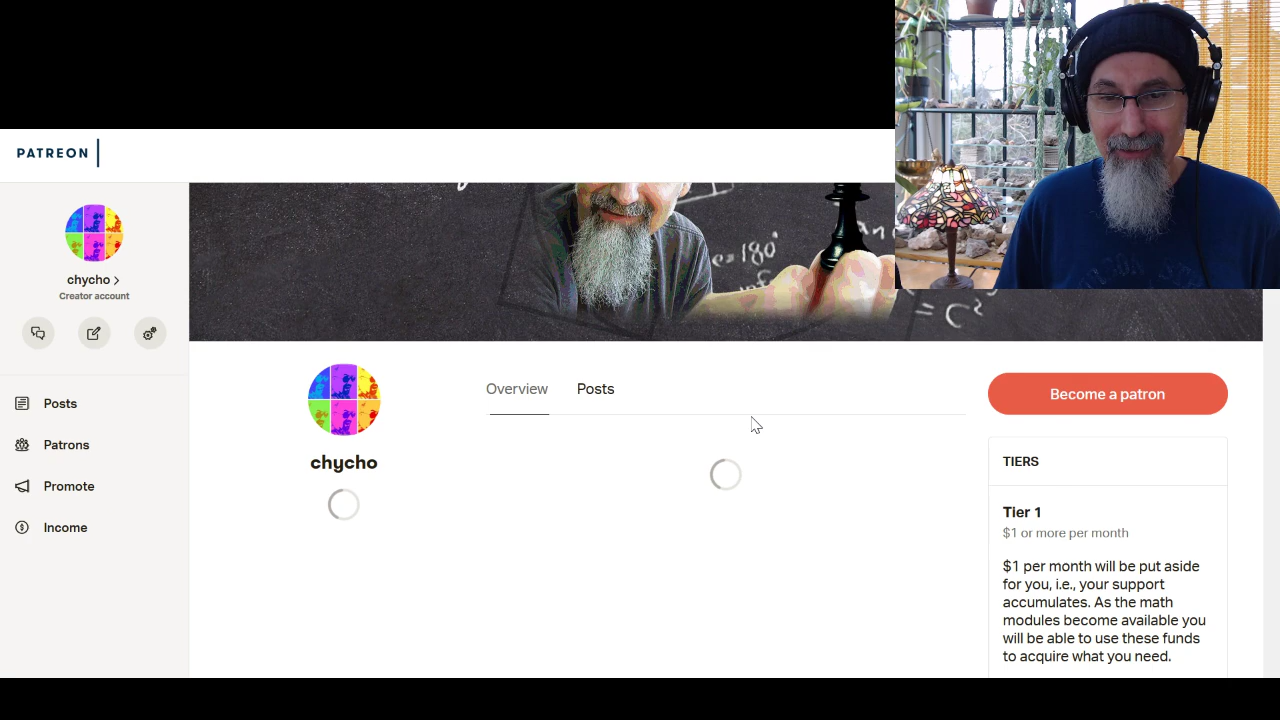 PATREON
chycho
Creator account
Posts
Patrons
Promote
Income
=180°
= C²
chycho
Overview Posts
Become a patron
TIERS
Tier 1
$1 or more per month
$1 per month will be put aside
for you, i.e., your support
accumulates. As the math
modules become available you
will be able to use these funds
to acquire what you need.